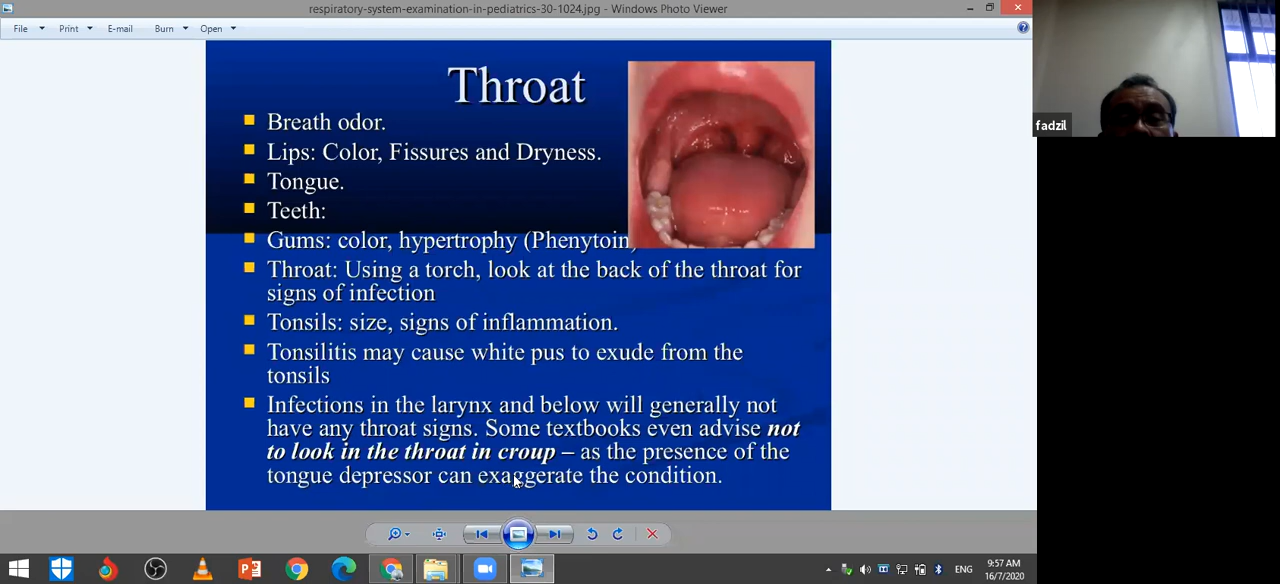 respiratory-system-examination-in-pediatrics-30-1024.jpg - Windows Photo Viewer
File Print E-mail Burn Open
fadzil
Throat
Breath odor.
Lips: Color, Fissures and Dryness.
Tongue.
Teeth:
Gums: color, hypertrophy (Phenytoin)
Throat: Using a torch, look at the back of the throat for
signs of infection
Tonsils: size, signs of inflammation.
Tonsilitis may cause white pus to exude from the
tonsils
Infections in the larynx and below will generally not
have any throat signs. Some textbooks even advise not
to look in the throat in croup – as the presence of the
tongue depressor can exaggerate the condition.
ENG
9:57 AM
16/7/2020